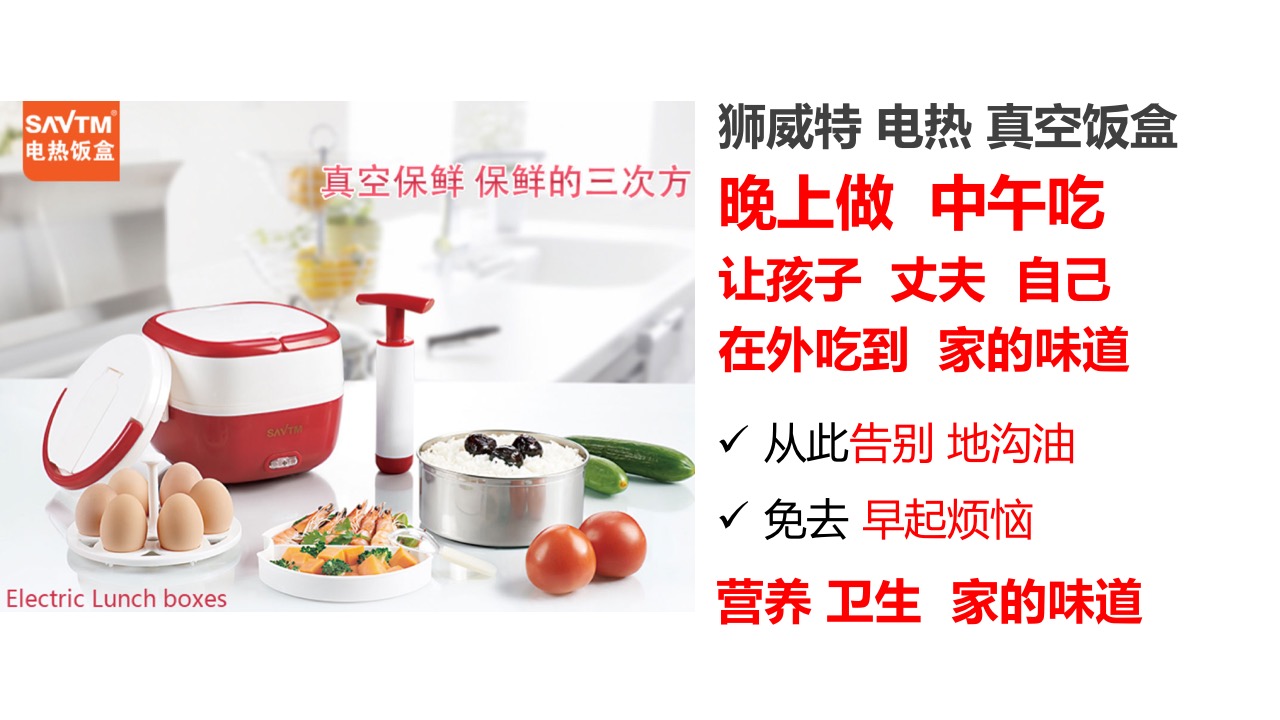 SAVTM®
电热饭盒
真空保鲜 保鲜的三次方
SAVTM
Electric Lunch boxes
狮威特 电热 真空饭盒
晚上做 中午吃
让孩子 丈夫 自己
在外吃到 家的味道
✓ 从此告别 地沟油
✓ 免去 早起烦恼
营养 卫生 家的味道